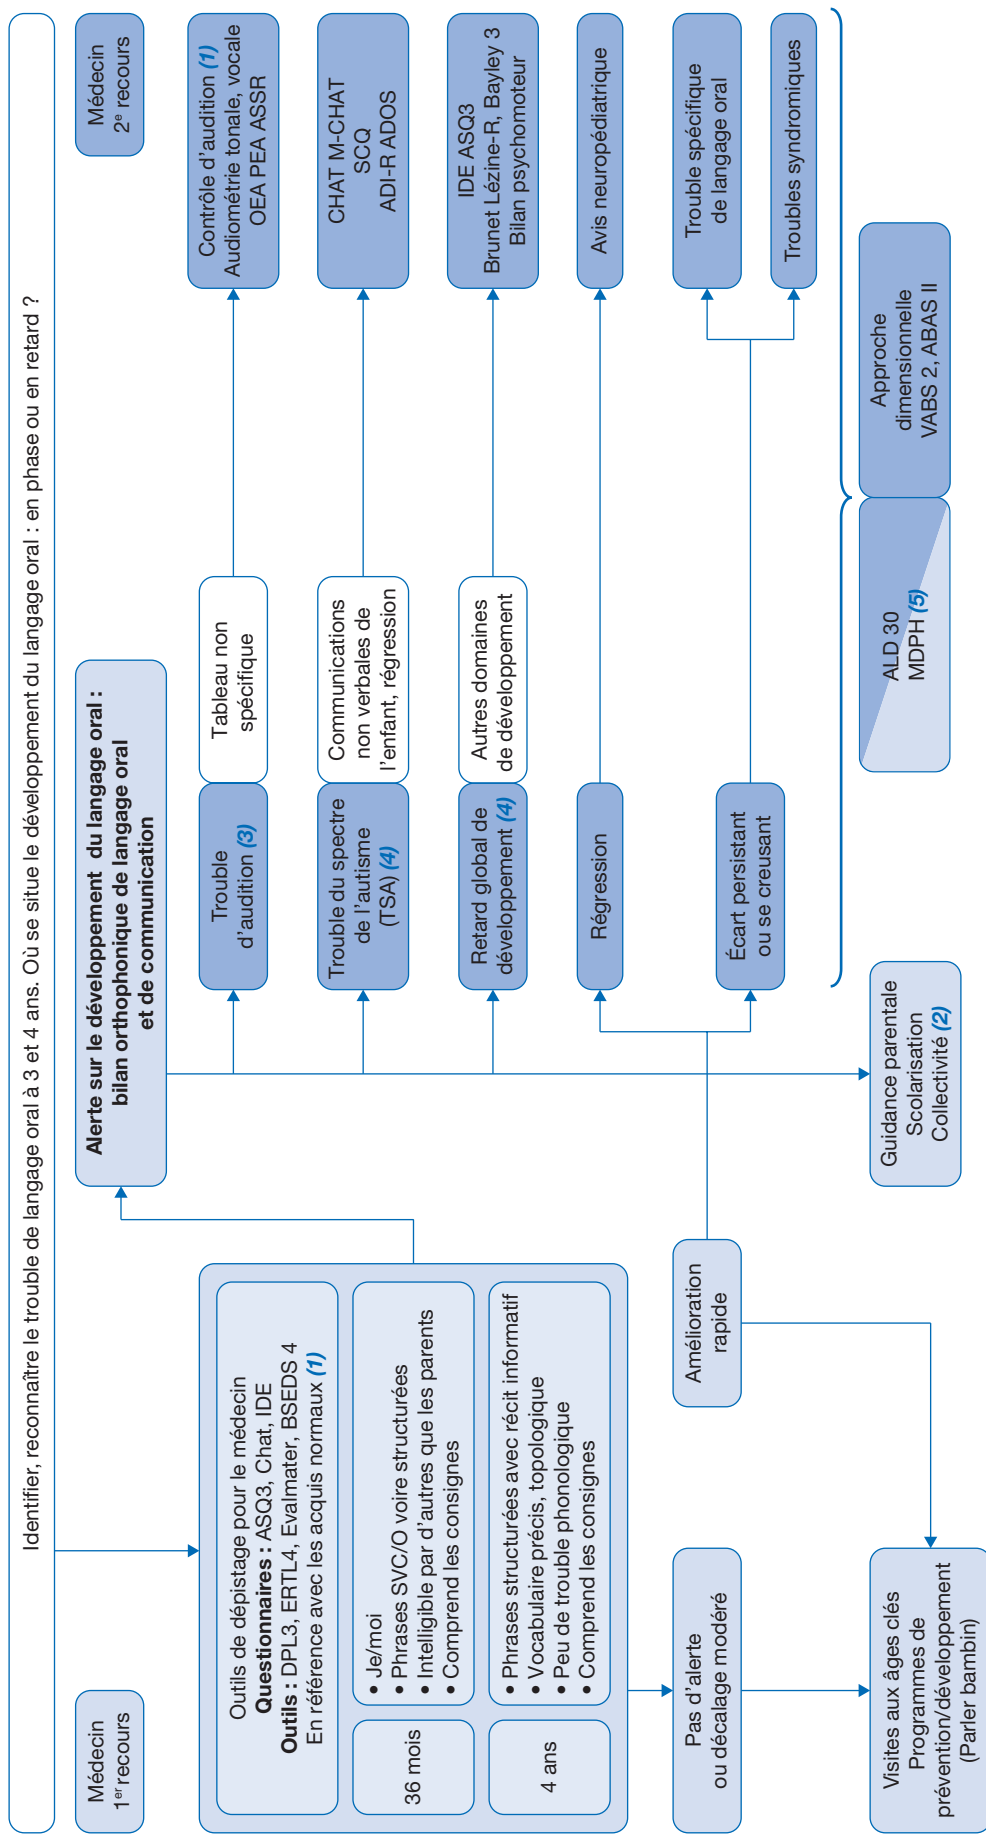 Identifier, reconnaître le trouble de langage oral à 3 et 4 ans. Où se situe le développement du langage oral : en phase ou en retard ?
Médecin
1er recours
Médecin
2e recours
Outils de dépistage pour le médecin
Questionnaires : ASQ3, Chat, IDE
Outils : DPL3, ERTL4, Evalmater, BSEDS 4
En référence avec les acquis normaux (1)
36 mois
• Je/moi
• Phrases SVC/O voire structurées
• Intelligible par d'autres que les parents
• Comprend les consignes
4 ans
• Phrases structurées avec récit informatif
• Vocabulaire précis, topologique
• Peu de trouble phonologique
• Comprend les consignes
Alerte sur le développement du langage oral :
bilan orthophonique de langage oral
et de communication
Trouble
d'audition (3)
Tableau non
spécifique
Contrôle d'audition (1)
Audiométrie tonale, vocale
OEA PEA ASSR
Trouble du spectre
de l'autisme
(TSA) (4)
Communications
non verbales de
l'enfant, régression
CHAT M-CHAT
SCQ
ADI-R ADOS
Retard global de
développement (4)
Autres domaines
de développement
IDE ASQ3
Brunet Lézine-R, Bayley 3
Bilan psychomoteur
Régression
Avis neuropédiatrique
Pas d'alerte
ou décalage modéré
Amélioration
rapide
Écart persistant
ou se creusant
Trouble spécifique
de langage oral
Troubles syndromiques
Visites aux âges clés
Programmes de
prévention/développement
(Parler bambin)
Guidance parentale
Scolarisation
Collectivité (2)
ALD 30
MDPH (5)
Approche
dimensionnelle
VABS 2, ABAS II